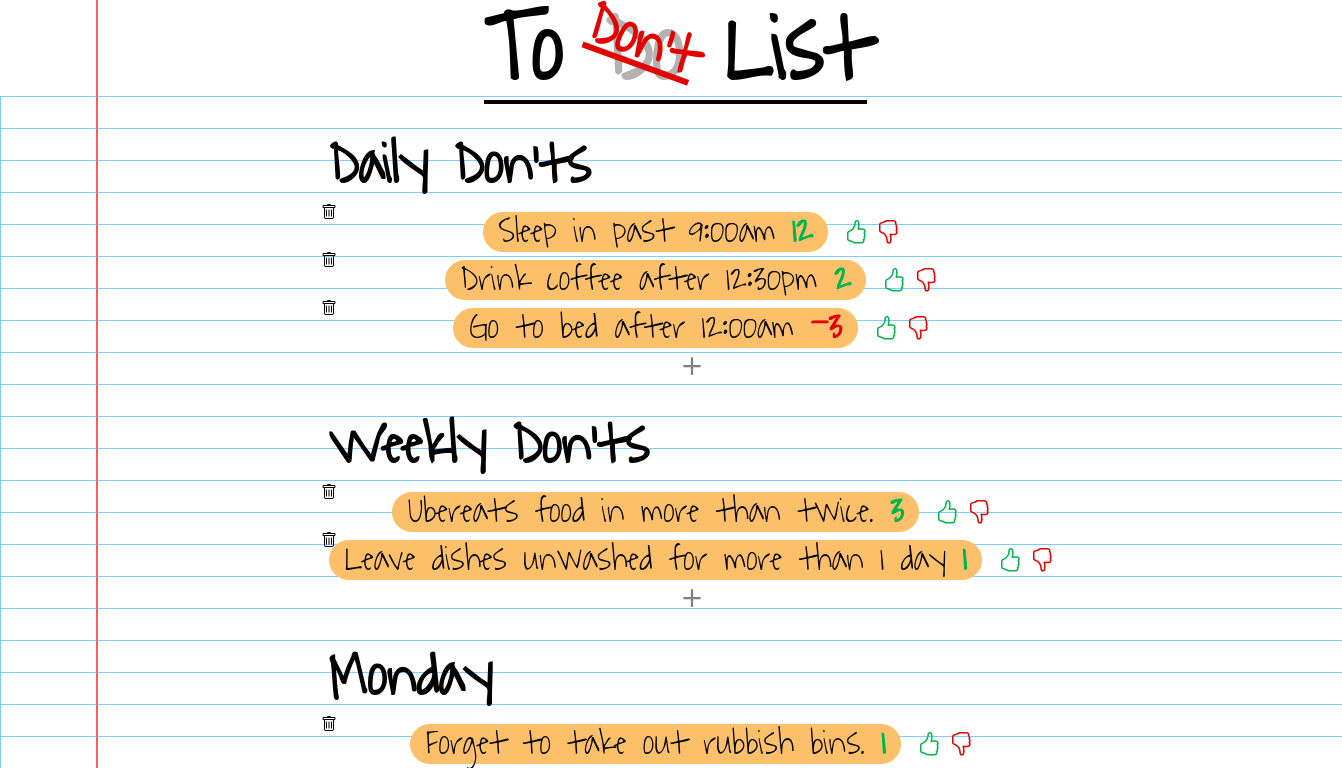 To Don't List
Daily Don'ts
Sleep in past 9:00am 12
Drink coffee after 12:30pm 2
Go to bed after 12:00am -3
+
Weekly Don'ts
Ubereats food in more than twice. 3
Leave dishes unwashed for more than 1 day 1
+
Monday
Forget to take out rubbish bins. 1